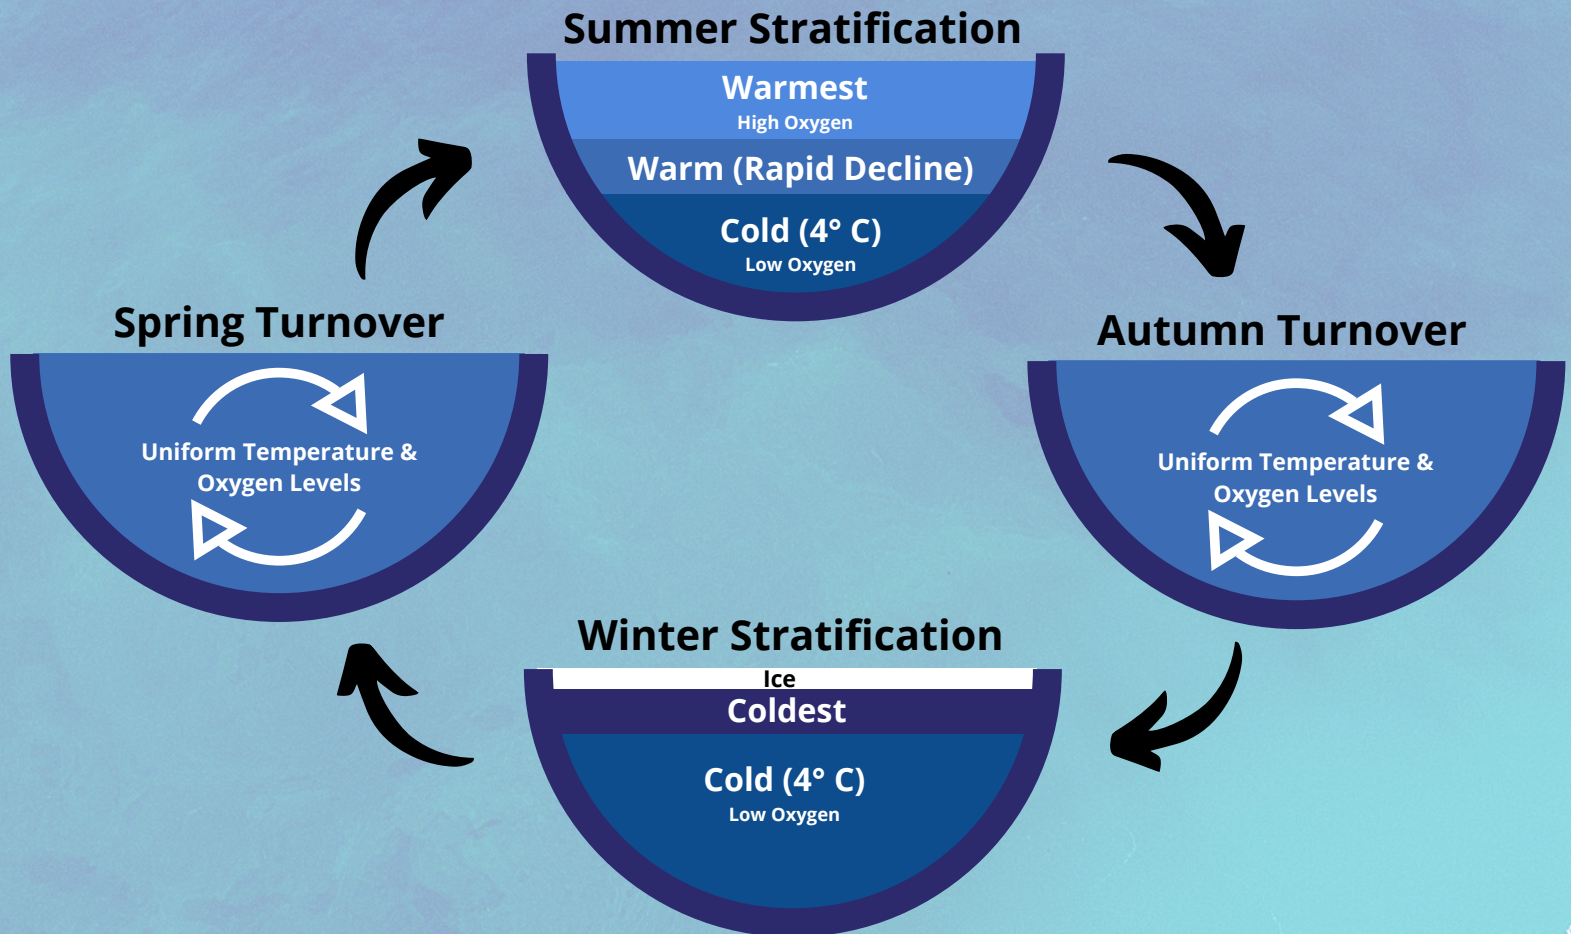 Summer Stratification
Warmest
High Oxygen
Warm (Rapid Decline)
Cold (4° C)
Low Oxygen
Spring Turnover
Uniform Temperature &
Oxygen Levels
Autumn Turnover
Uniform Temperature &
Oxygen Levels
Winter Stratification
Ice
Coldest
Cold (4° C)
Low Oxygen